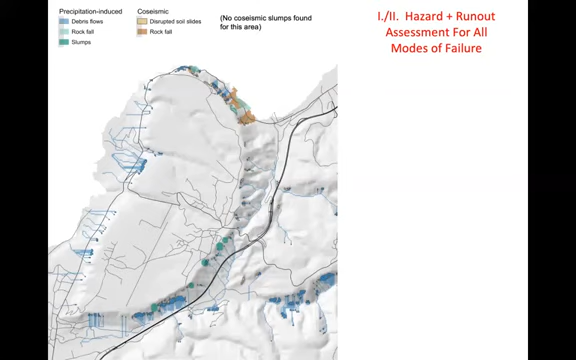 Precipitation-induced
Debris flows
Rock fall
Slumps
Coseismic
Disrupted soil slides
Rock fall
(No coseismic slumps found
for this area)
I./II. Hazard + Runout
Assessment For All
Modes of Failure